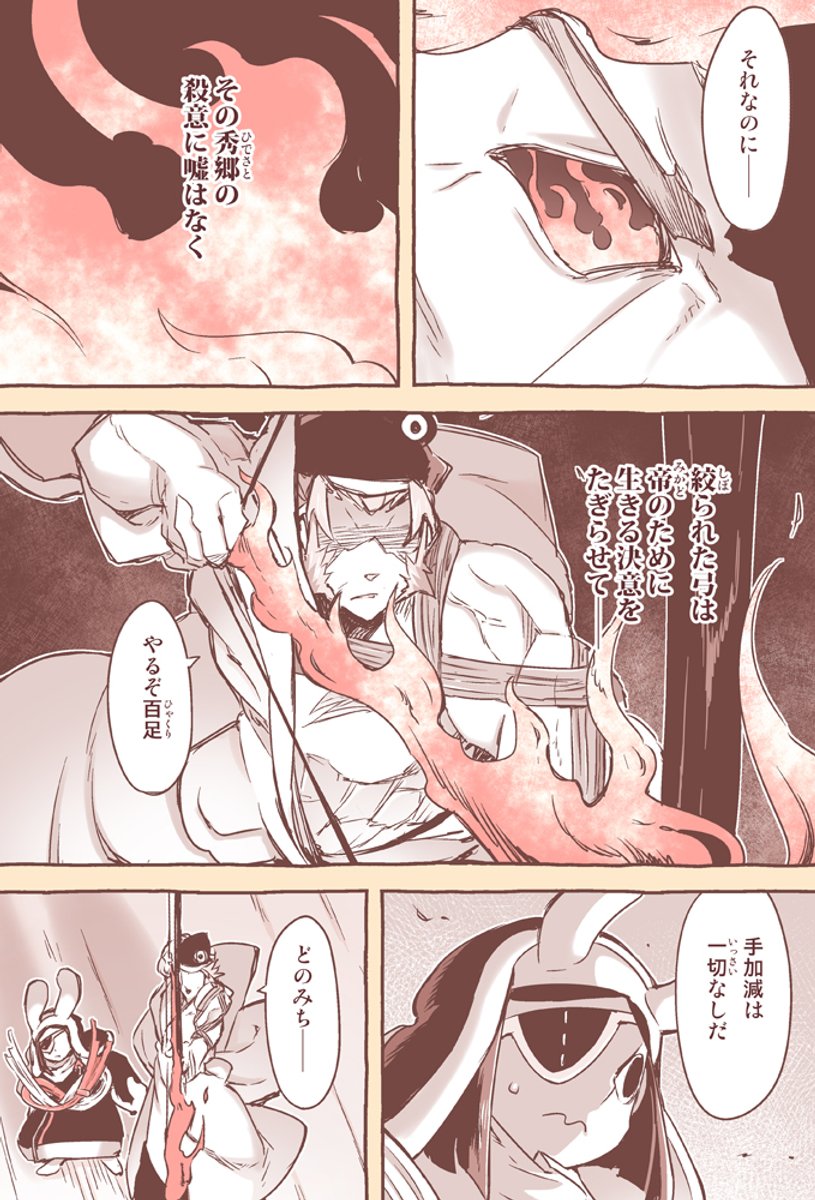 それなのに──
その秀郷の
殺意に嘘はなく
絞られた弓は
帝のために
生きる決意を
たぎらせて──
やるぞ百足
手加減は
一切なしだ
どのみち──